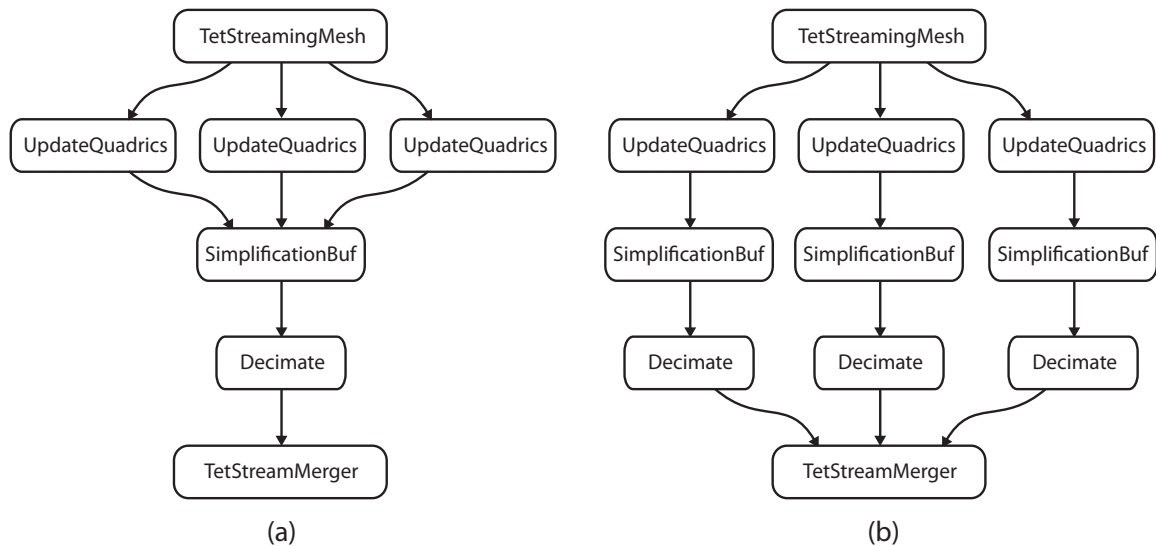 TetStreamingMesh
UpdateQuadrics UpdateQuadrics UpdateQuadrics
SimplificationBuf
Decimate
TetStreamMerger
(a)
TetStreamingMesh
UpdateQuadrics UpdateQuadrics UpdateQuadrics
SimplificationBuf SimplificationBuf SimplificationBuf
Decimate Decimate Decimate
TetStreamMerger
(b)